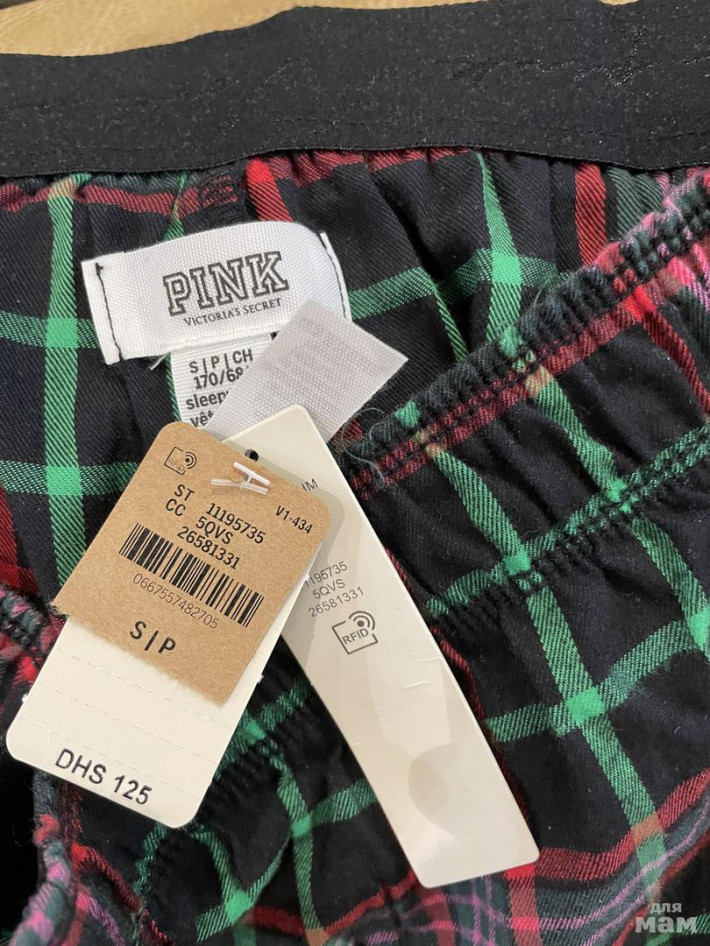 PINK
VICTORIA'S SECRET
S|P|CH
170/68
RFID
ST 11195735 V1-434
CC 5QVS
26581331
0667557482705
S|P
DHS 125
5QVS
26581331
RFID
для
мам